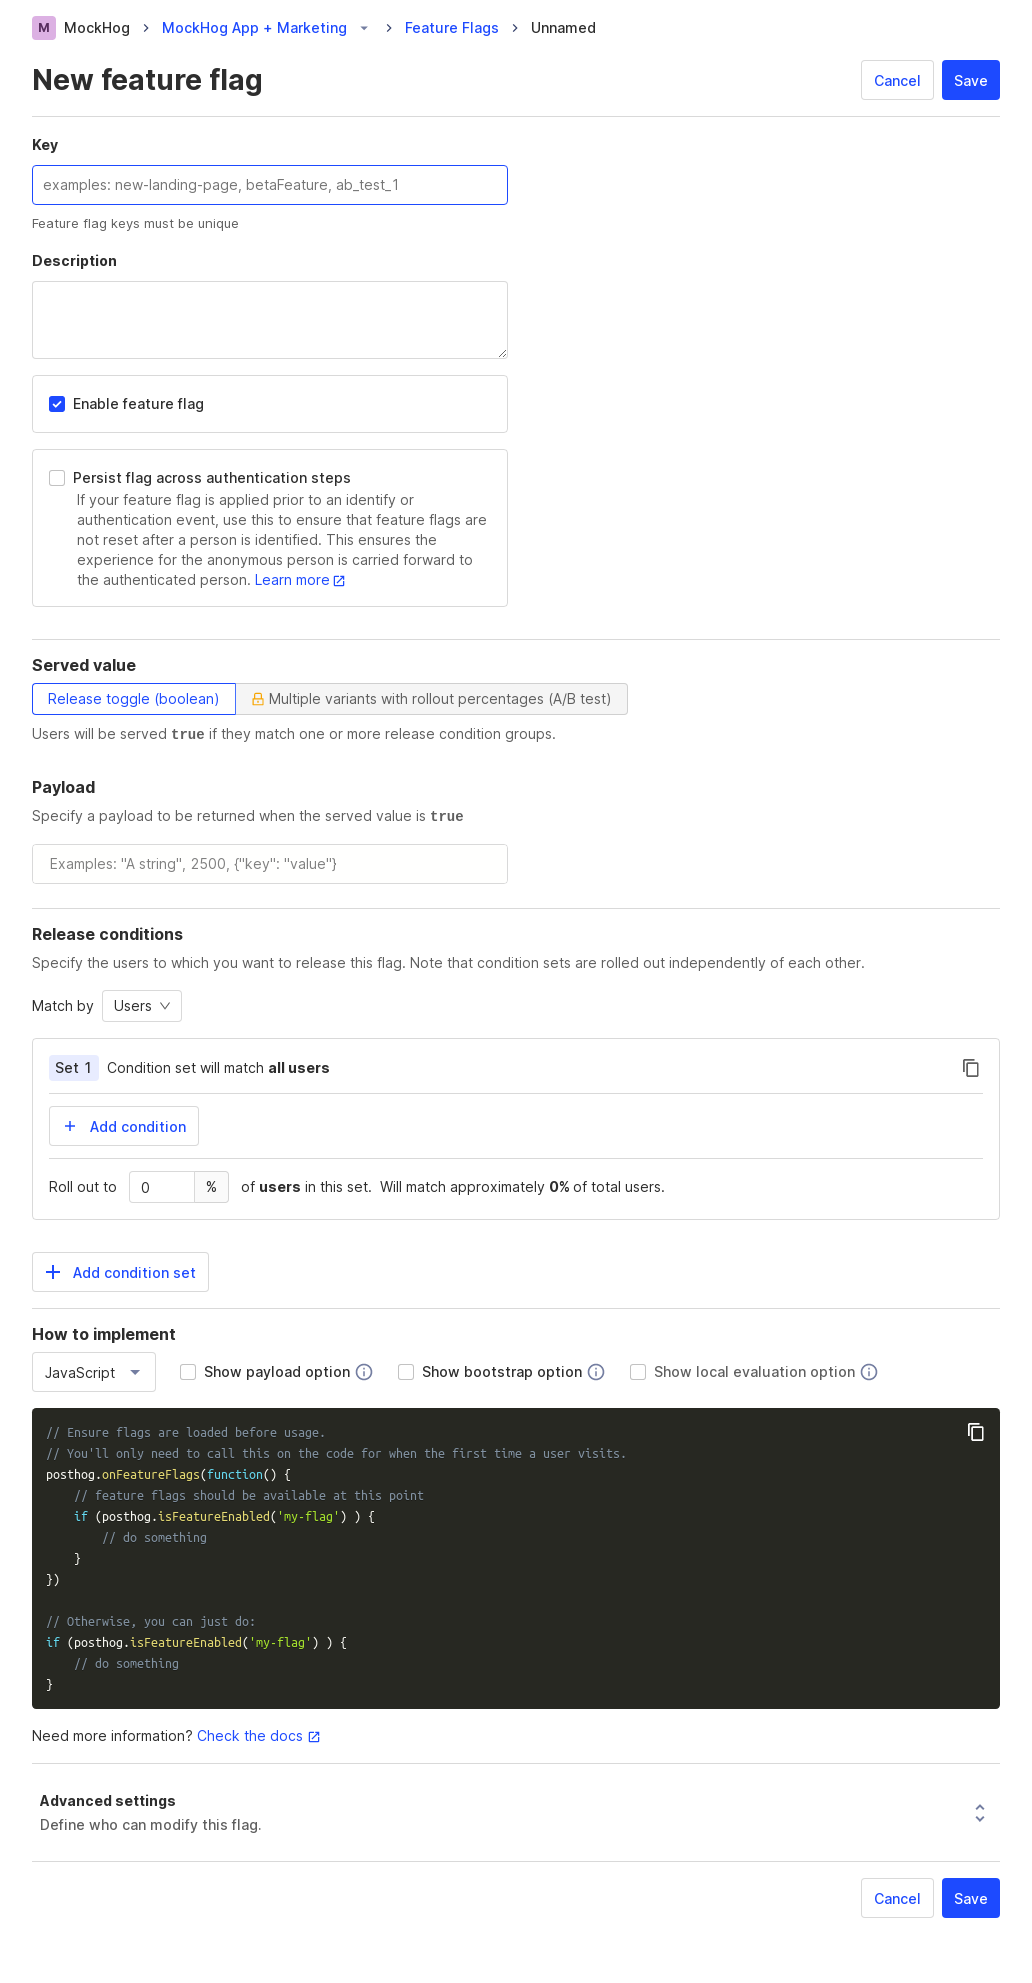 M MockHog > MockHog App + Marketing > Feature Flags > Unnamed
New feature flag
Cancel Save
Key
examples: new-landing-page, betaFeature, ab_test_1
Feature flag keys must be unique
Description
Enable feature flag
Persist flag across authentication steps
If your feature flag is applied prior to an identify or
authentication event, use this to ensure that feature flags are
not reset after a person is identified. This ensures the
experience for the anonymous person is carried forward to
the authenticated person. Learn more
Served value
Release toggle (boolean) Multiple variants with rollout percentages (A/B test)
Users will be served true if they match one or more release condition groups.
Payload
Specify a payload to be returned when the served value is true
Examples: "A string", 2500, {"key": "value"}
Release conditions
Specify the users to which you want to release this flag. Note that condition sets are rolled out independently of each other.
Match by Users
Set 1 Condition set will match all users
+ Add condition
Roll out to 0 % of users in this set. Will match approximately 0% of total users.
+ Add condition set
How to implement
JavaScript Show payload option Show bootstrap option Show local evaluation option
// Ensure flags are loaded before usage.
// You'll only need to call this on the code for when the first time a user visits.
posthog.onFeatureFlags(function() {
    // feature flags should be available at this point
    if (posthog.isFeatureEnabled('my-flag') ) {
        // do something
    }
})
// Otherwise, you can just do:
if (posthog.isFeatureEnabled('my-flag') ) {
    // do something
}
Need more information? Check the docs
Advanced settings
Define who can modify this flag.
Cancel Save